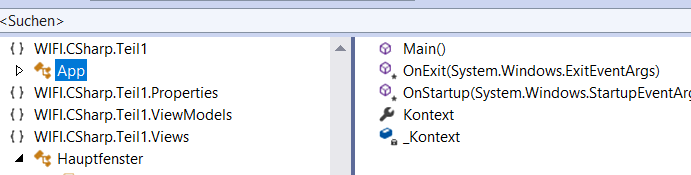 <Suchen>
WIFI.CSharp.Teil1
App
WIFI.CSharp.Teil1.Properties
WIFI.CSharp.Teil1.ViewModels
WIFI.CSharp.Teil1.Views
Hauptfenster
Main()
OnExit(System.Windows.ExitEventArgs)
OnStartup(System.Windows.StartupEventArg
Kontext
_Kontext